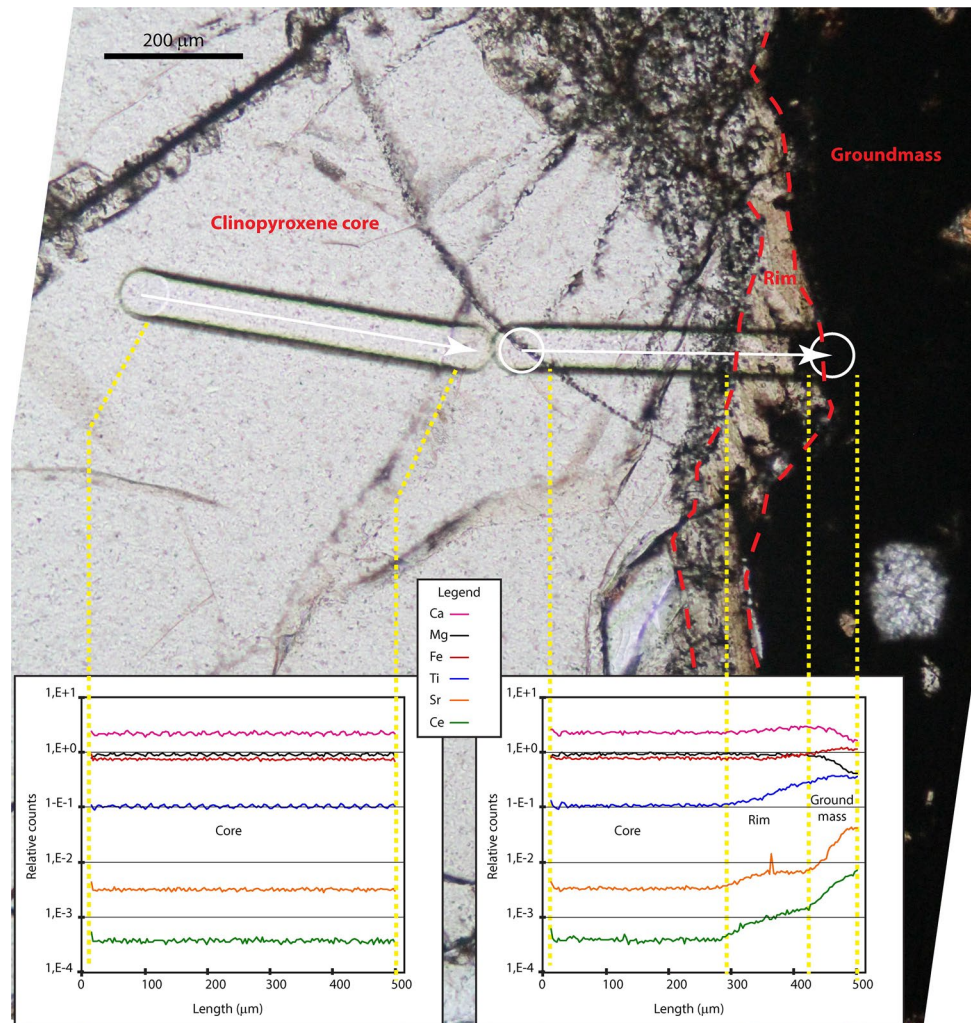 200 μm
Groundmass
Clinopyroxene core
Rim
Legend
Ca
Mg
Fe
Ti
Sr
Ce
1,E+1
1,E+0
1,E-1
1,E-2
1,E-3
1,E-4
Relative counts
Core
0
100
200
300
400
500
Length (μm)
1,E+1
1,E+0
1,E-1
1,E-2
1,E-3
1,E-4
Relative counts
Core
Rim
Ground
mass
0
100
200
300
400
500
Length (μm)